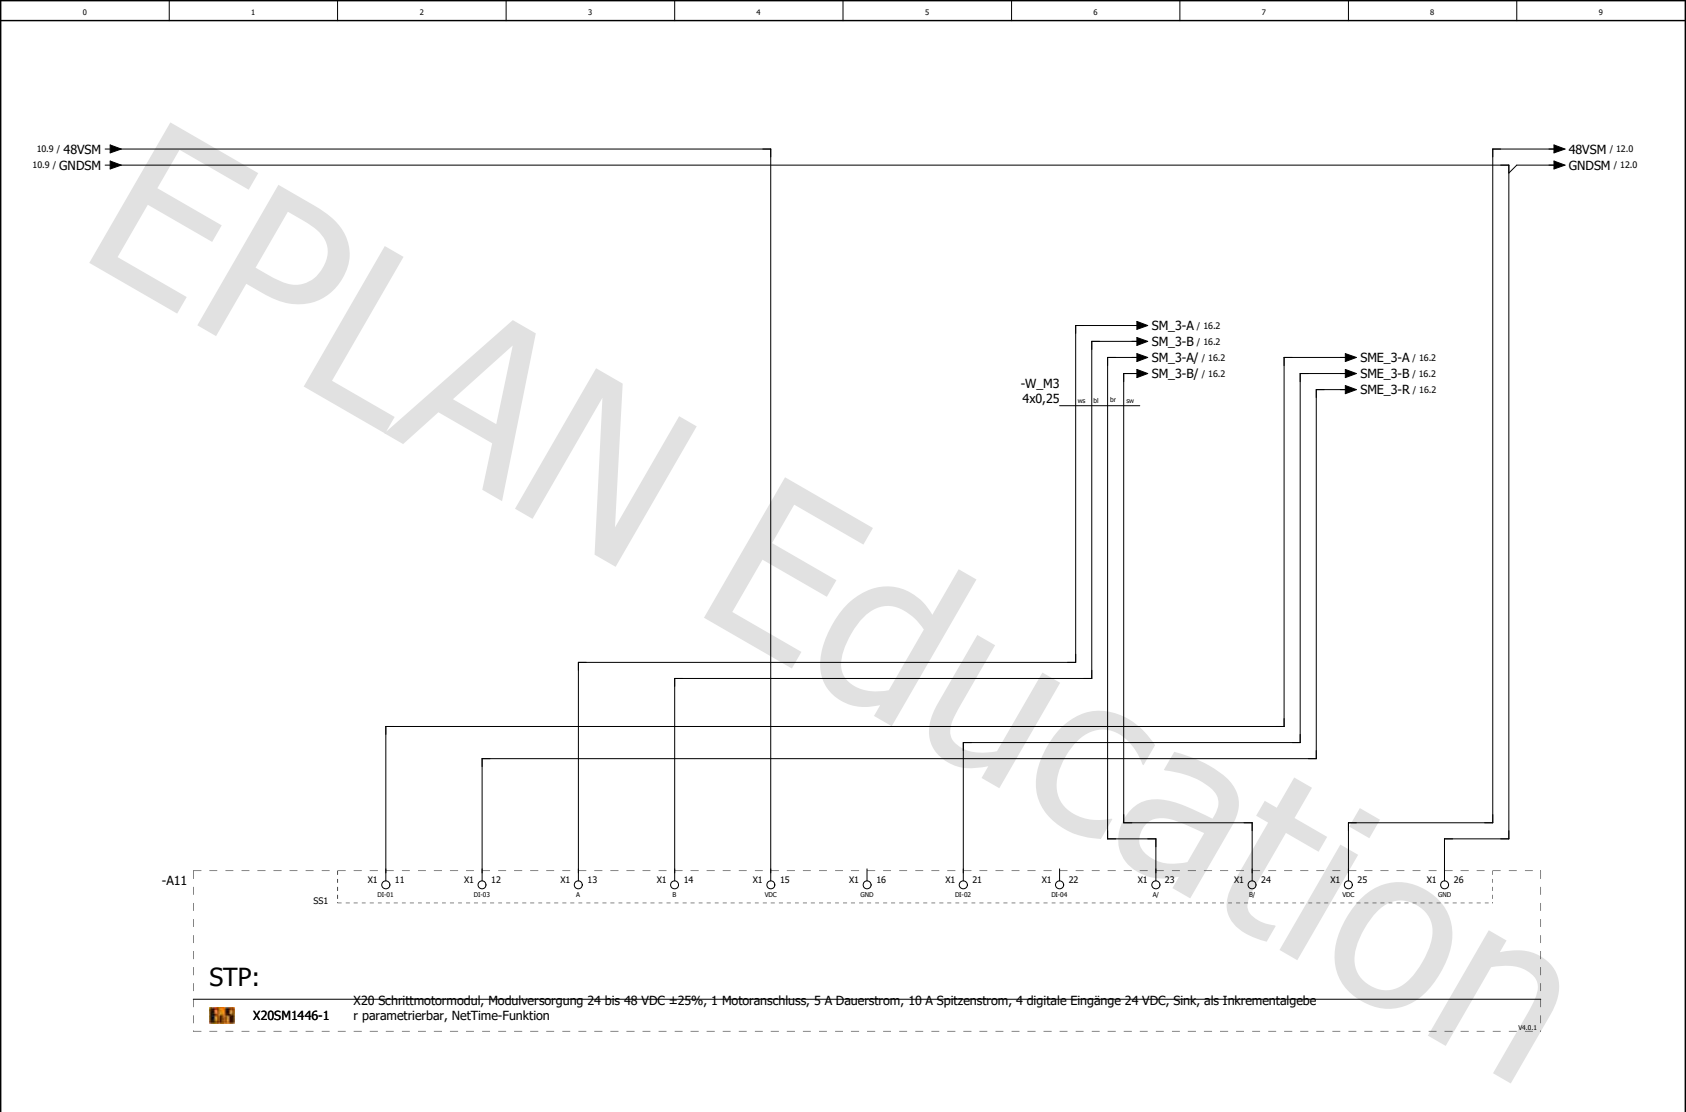 0 1 2 3 4 5 6 7 8 9
10.9 / 48VSM
48VSM / 12.0
10.9 / GNDSM
GNDSM / 12.0
SM_3-A / 16.2
SM_3-B / 16.2
SM_3-A/ / 16.2
SME_3-A / 16.2
SM_3-B/ / 16.2
SME_3-B / 16.2
-W_M3
SME_3-R / 16.2
4x0,25
ws bl br sw
EPLAN Education
-A11
X1 11 X1 12 X1 13 X1 14 X1 15 X1 16 X1 21 X1 22 X1 23 X1 24 X1 25 X1 26
DI-01 DI-03 A B VDC GND DI-02 DI-04 A/ B/ VDC GND
SS1
STP:
X20 Schrittmotormodul, Modulversorgung 24 bis 48 VDC ±25%, 1 Motoranschluss, 5 A Dauerstrom, 10 A Spitzenstrom, 4 digitale Eingänge 24 VDC, Sink, als Inkrementalgebe
X20SM1446-1
r parametrierbar, NetTime-Funktion
V4.0.1